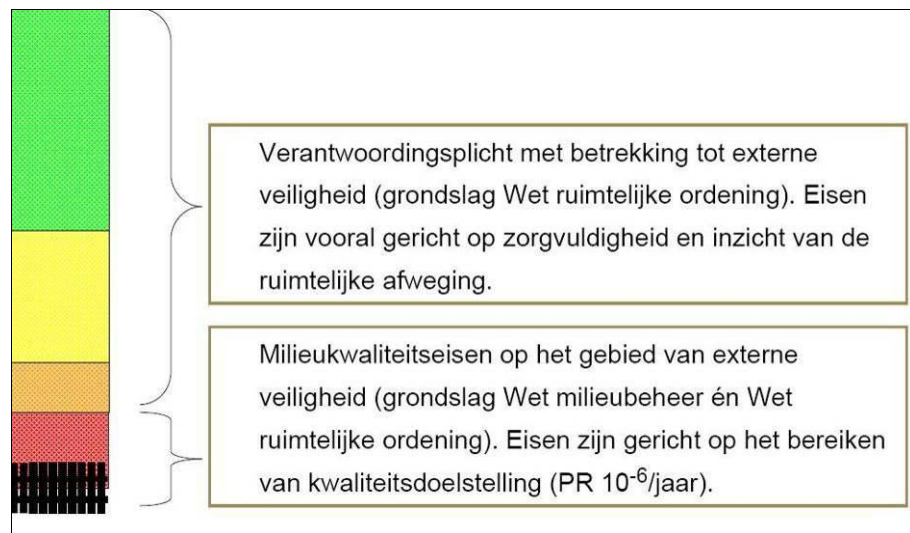 Verantwoordingsplicht met betrekking tot externe
veiligheid (grondslag Wet ruimtelijke ordening). Eisen
zijn vooral gericht op zorgvuldigheid en inzicht van de
ruimtelijke afweging.
Milieukwaliteitseisen op het gebied van externe
veiligheid (grondslag Wet milieubeheer én Wet
ruimtelijke ordening). Eisen zijn gericht op het bereiken
van kwaliteitsdoelstelling (PR 10⁻⁶/jaar).